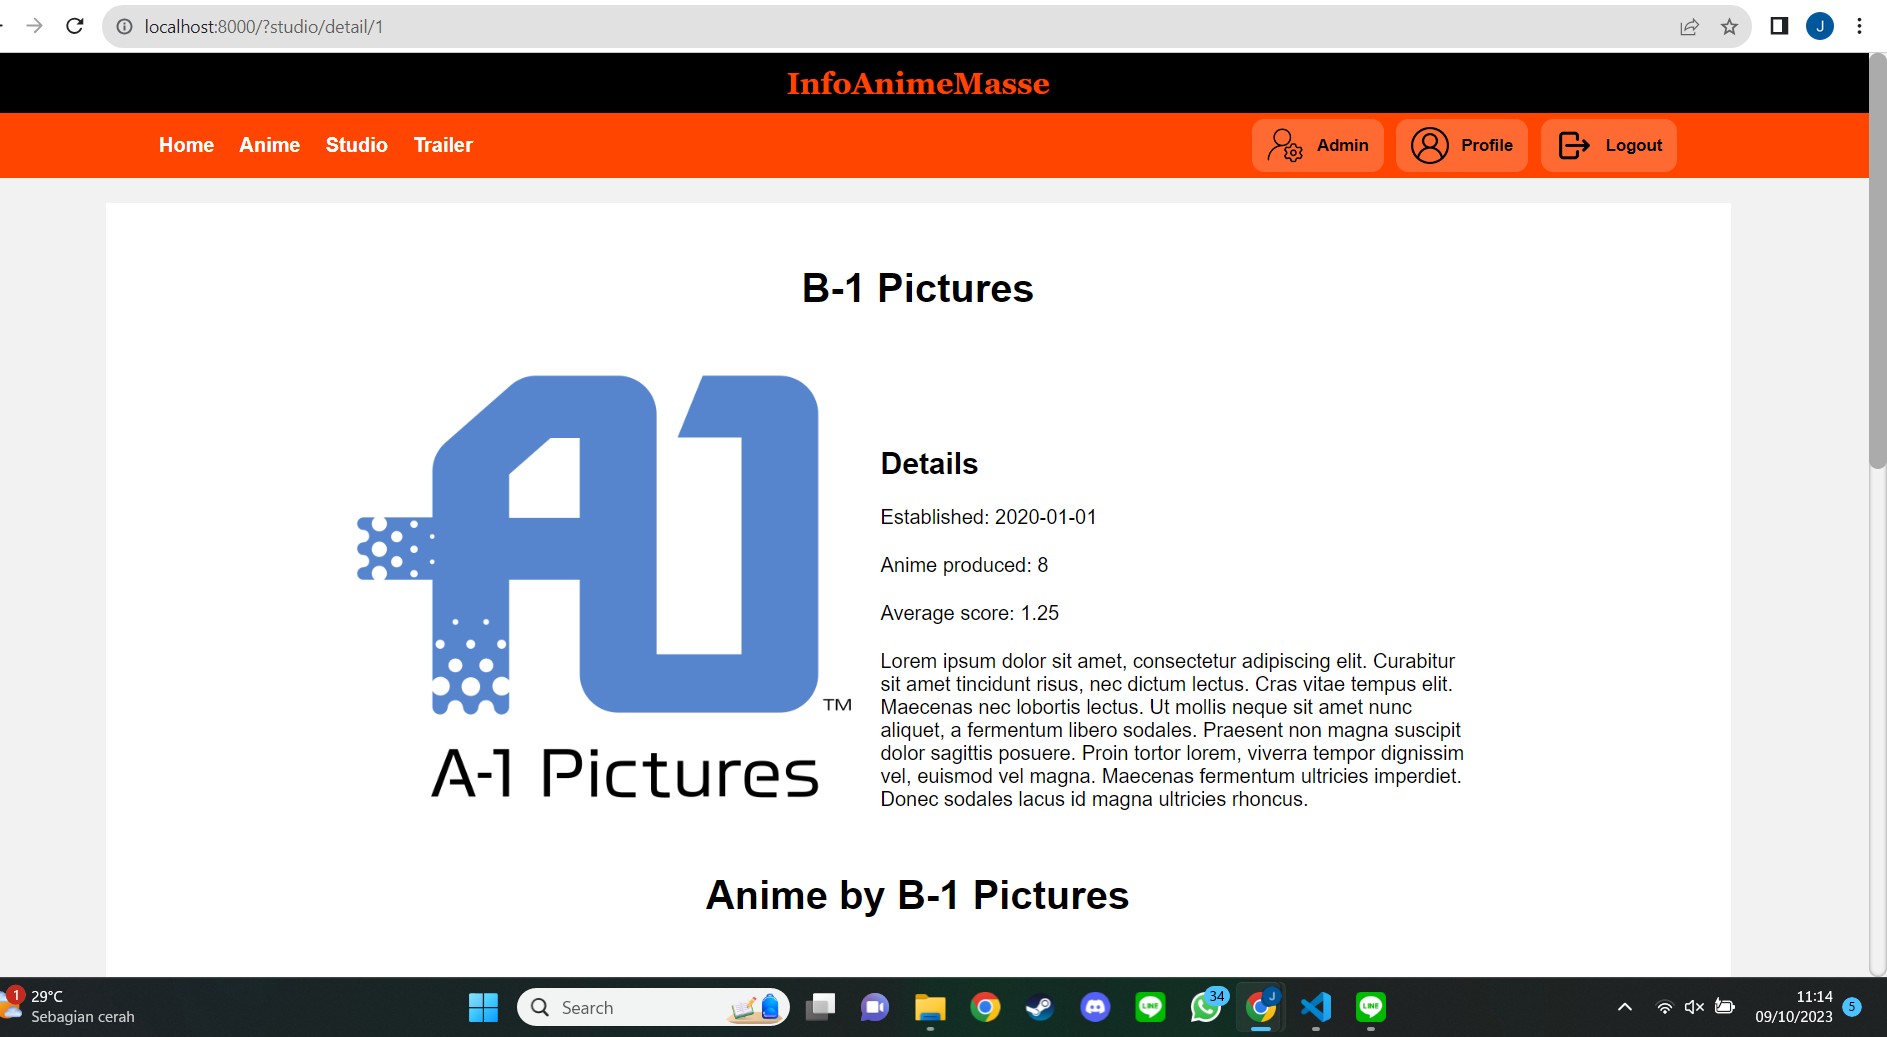 localhost:8000/?studio/detail/1
J
InfoAnimeMasse
Home Anime Studio Trailer Admin Profile Logout
B-1 Pictures
A1
TM
A-1 Pictures
Details
Established: 2020-01-01
Anime produced: 8
Average score: 1.25
Lorem ipsum dolor sit amet, consectetur adipiscing elit. Curabitur
sit amet tincidunt risus, nec dictum lectus. Cras vitae tempus elit.
Maecenas nec lobortis lectus. Ut mollis neque sit amet nunc
aliquet, a fermentum libero sodales. Praesent non magna suscipit
dolor sagittis posuere. Proin tortor lorem, viverra tempor dignissim
vel, euismod vel magna. Maecenas fermentum ultricies imperdiet.
Donec sodales lacus id magna ultricies rhoncus.
Anime by B-1 Pictures
1
29°C
Sebagian cerah
Search
LINE
34
J
LINE
11:14
09/10/2023
5